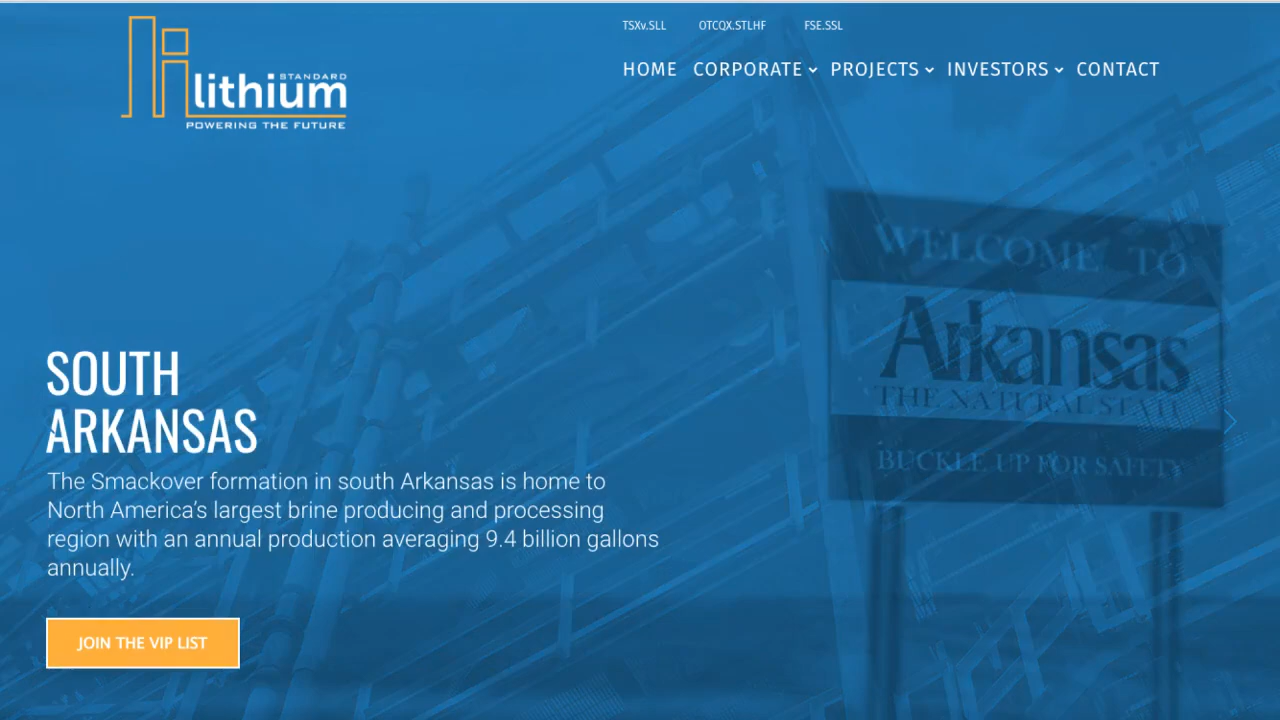 TSXv.SLL OTCQX.STLHF FSE.SSL
STANDARD
lithium
POWERING THE FUTURE
HOME CORPORATE PROJECTS INVESTORS CONTACT
WELCOME TO
Arkansas
THE NATURAL STATE
BUCKLE UP FOR SAFETY
SOUTH
ARKANSAS
The Smackover formation in south Arkansas is home to
North America’s largest brine producing and processing
region with an annual production averaging 9.4 billion gallons
annually.
JOIN THE VIP LIST